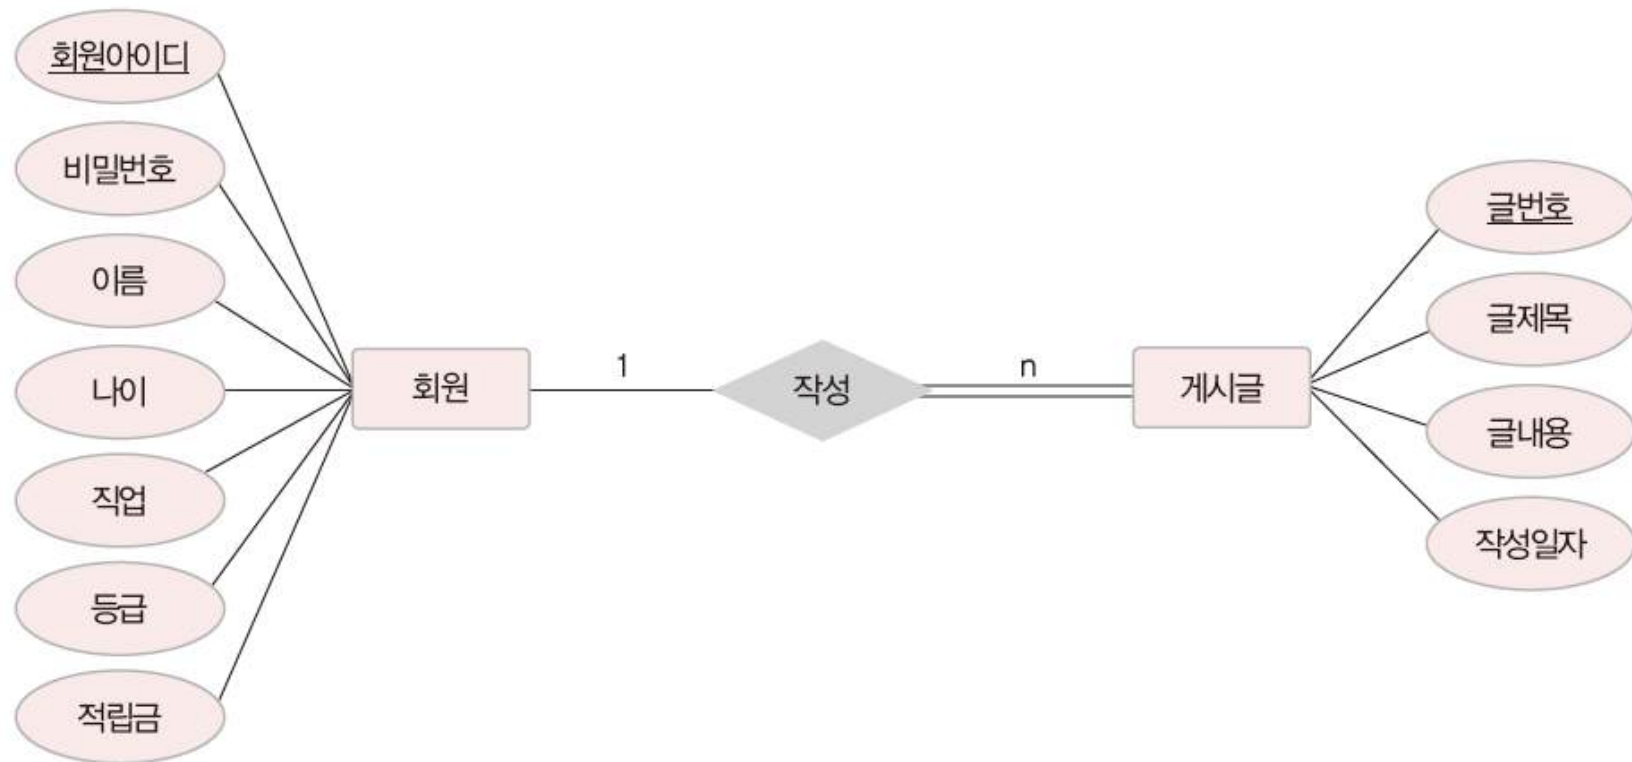 회원아이디
비밀번호
이름
나이
직업
등급
적립금
회원
1
작성
n
게시글
글번호
글제목
글내용
작성일자